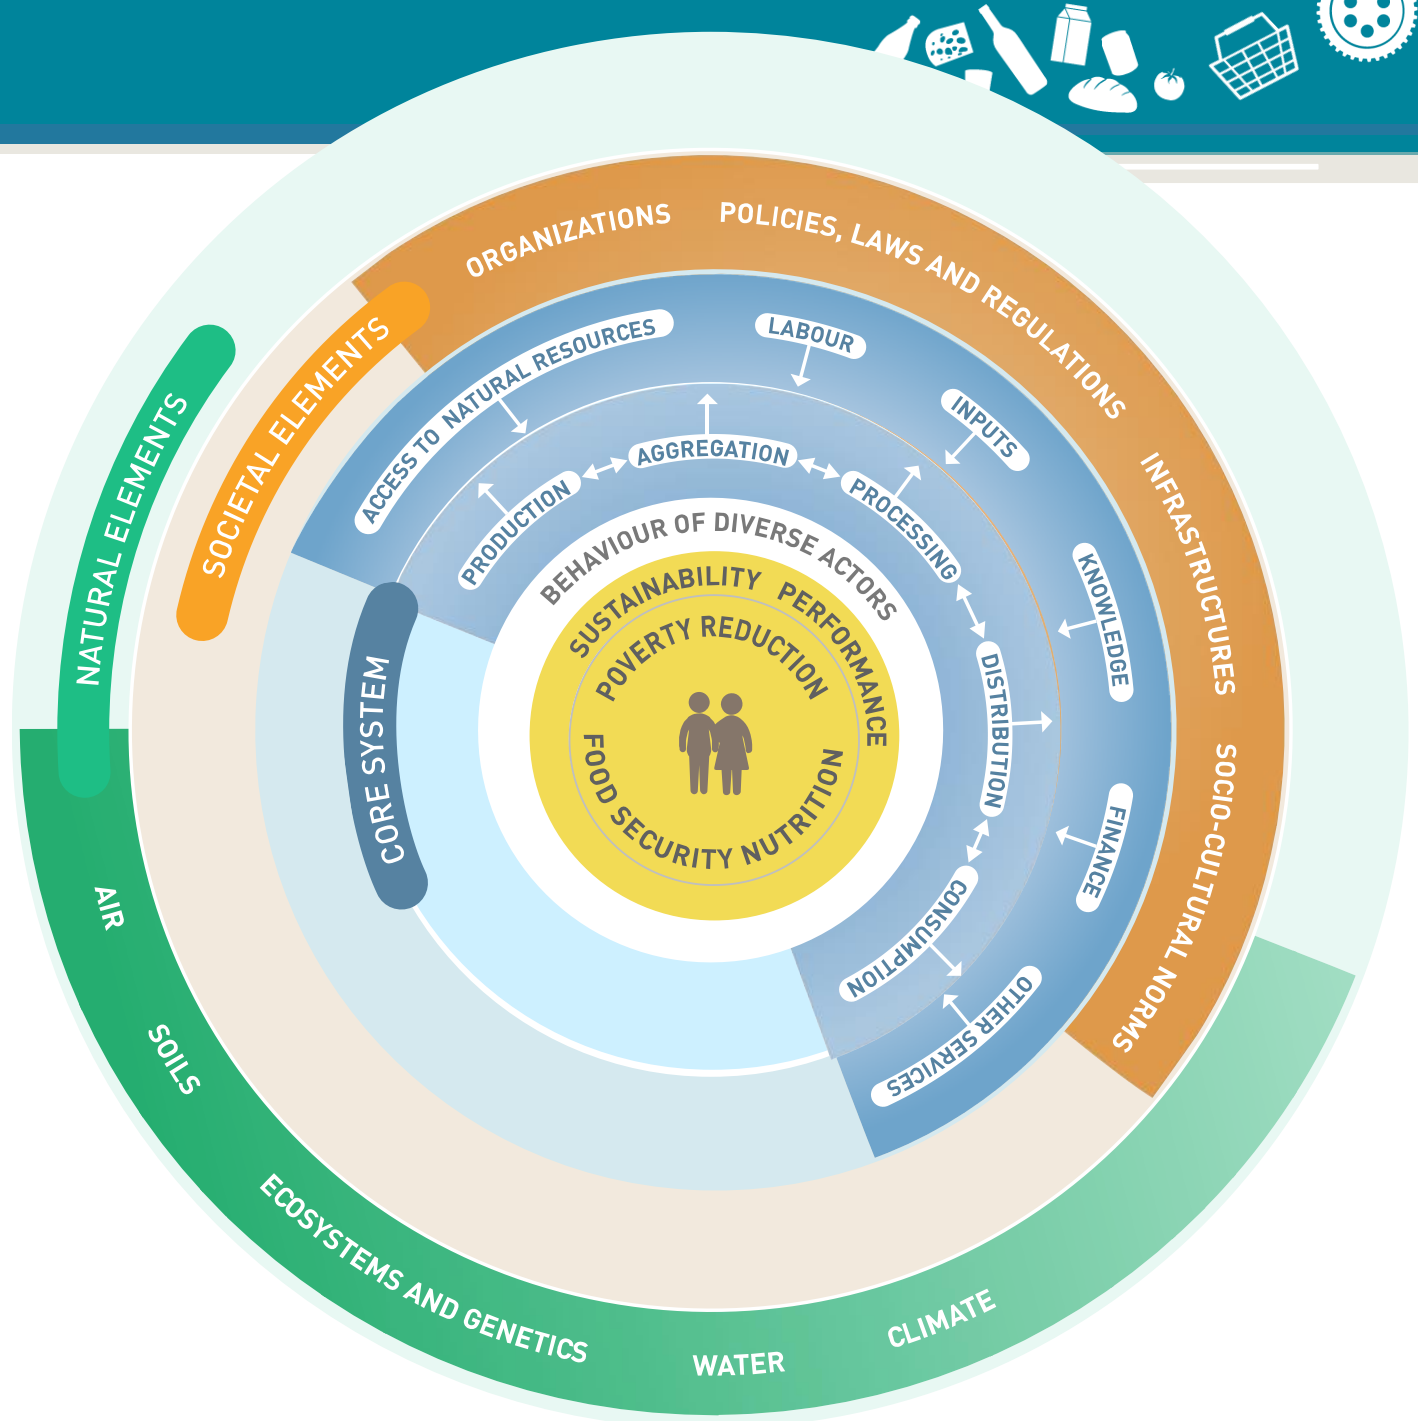 NATURAL ELEMENTS
SOCIETAL ELEMENTS
CORE SYSTEM
ORGANIZATIONS
POLICIES, LAWS AND REGULATIONS
INFRASTRUCTURES
SOCIO-CULTURAL NORMS
ACCESS TO NATURAL RESOURCES
LABOUR
INPUTS
KNOWLEDGE
FINANCE
OTHER SERVICES
PRODUCTION
AGGREGATION
PROCESSING
DISTRIBUTION
CONSUMPTION
BEHAVIOUR OF DIVERSE ACTORS
SUSTAINABILITY PERFORMANCE
POVERTY REDUCTION
FOOD SECURITY NUTRITION
AIR
SOILS
ECOSYSTEMS AND GENETICS
WATER
CLIMATE